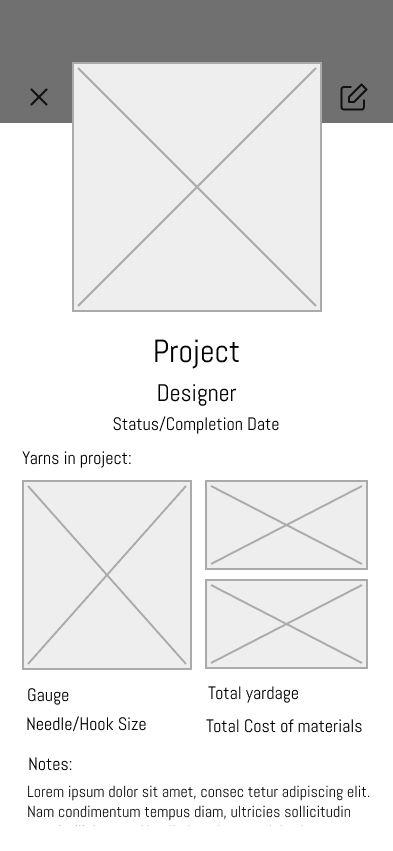 Project
Designer
Status/Completion Date
Yarns in project:
Gauge
Total yardage
Needle/Hook Size
Total Cost of materials
Notes:
Lorem ipsum dolor sit amet, consec tetur adipiscing elit.
Nam condimentum tempus diam, ultricies sollicitudin